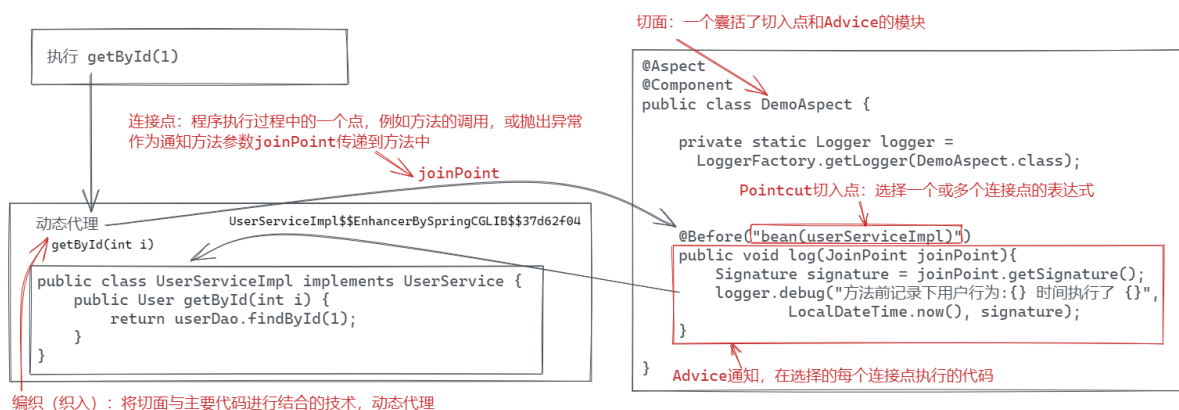 切面：一个囊括了切入点和Advice的模块
执行 getById(1)
@Aspect
@Component
public class DemoAspect {
连接点：程序执行过程中的一个点，例如方法的调用，或抛出异常
作为通知方法参数joinPoint传递到方法中
private static Logger logger =
LoggerFactory.getLogger(DemoAspect.class);
joinPoint
Pointcut切入点：选择一个或多个连接点的表达式
动态代理
UserServiceImpl$$EnhancerBySpringCGLIB$$37d62f04
getById(int i)
@Before("bean(userServiceImpl)")
public void log(JoinPoint joinPoint){
Signature signature = joinPoint.getSignature();
logger.debug("方法前记录下用户行为:{} 时间执行了 {}",
LocalDateTime.now(), signature);
}
}
public class UserServiceImpl implements UserService {
public User getById(int i) {
return userDao.findById(1);
}
}
Advice通知，在选择的每个连接点执行的代码
编织（织入）：将切面与主要代码进行结合的技术，动态代理